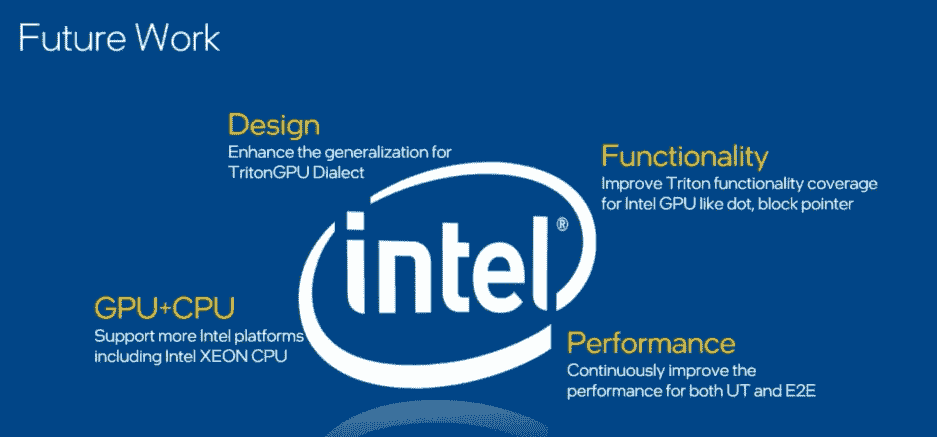 Future Work
Design
Enhance the generalization for
TritonGPU Dialect
Functionality
Improve Triton functionality coverage
for Intel GPU like dot, block pointer
intel®
GPU+CPU
Support more Intel platforms
including Intel XEON CPU
Performance
Continuously improve the
performance for both UT and E2E